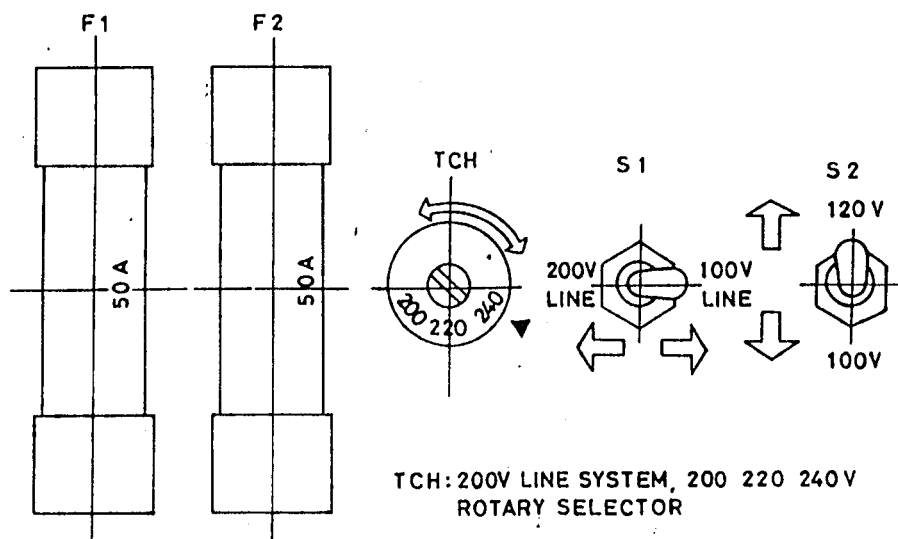 F1
F2
50A
50A
TCH
200 220 240
S1
200V LINE
100V LINE
S2
120V
100V
TCH: 200V LINE SYSTEM, 200 220 240V
ROTARY SELECTOR